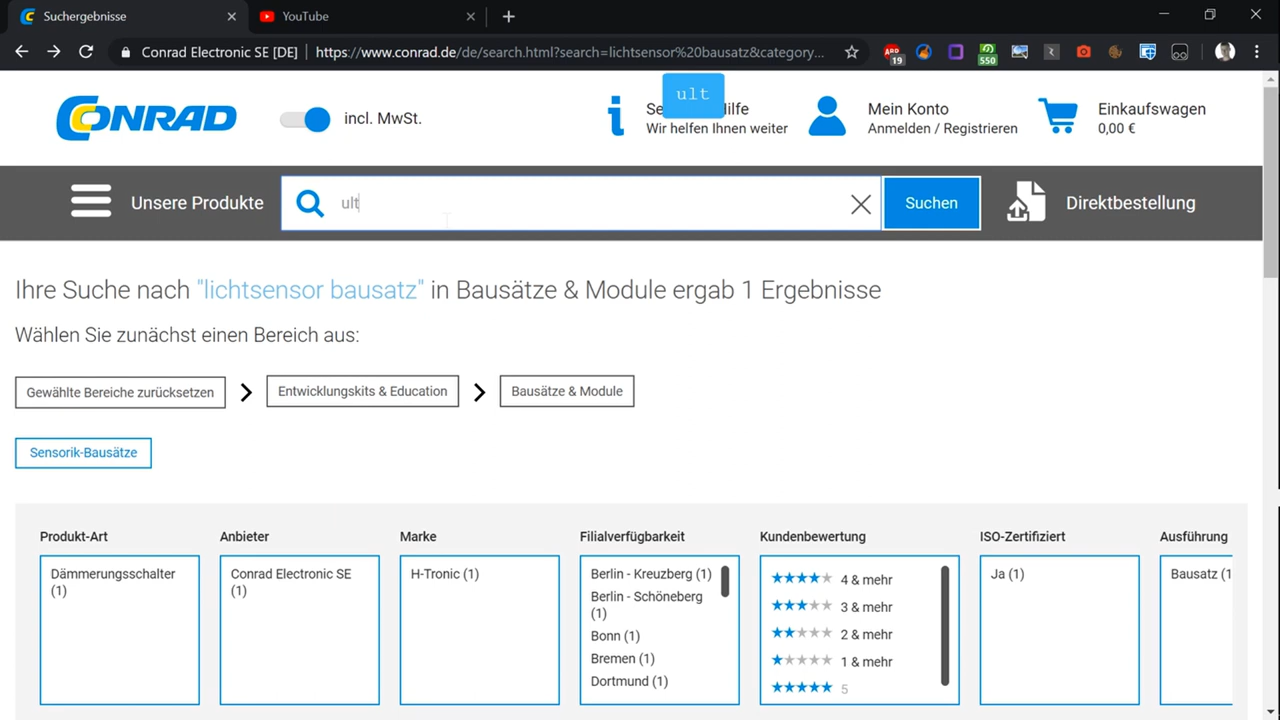 Suchergebnisse
YouTube
Conrad Electronic SE [DE]
https://www.conrad.de/de/search.html?search=lichtsensor%20bausatz&category...
19
550
ult
CONRAD
incl. MwSt.
Wir helfen Ihnen weiter
Mein Konto
Anmelden / Registrieren
Einkaufswagen
0,00 €
Unsere Produkte
ult
Suchen
Direktbestellung
Ihre Suche nach "lichtsensor bausatz" in Bausätze & Module ergab 1 Ergebnisse
Wählen Sie zunächst einen Bereich aus:
Gewählte Bereiche zurücksetzen
Entwicklungskits & Education
Bausätze & Module
Sensorik-Bausätze
Produkt-Art
Dämmerungsschalter
(1)
Anbieter
Conrad Electronic SE
(1)
Marke
H-Tronic (1)
Filialverfügbarkeit
Berlin - Kreuzberg (1)
Berlin - Schöneberg
(1)
Bonn (1)
Bremen (1)
Dortmund (1)
Kundenbewertung
4 & mehr
3 & mehr
2 & mehr
1 & mehr
5
ISO-Zertifiziert
Ja (1)
Ausführung
Bausatz (1